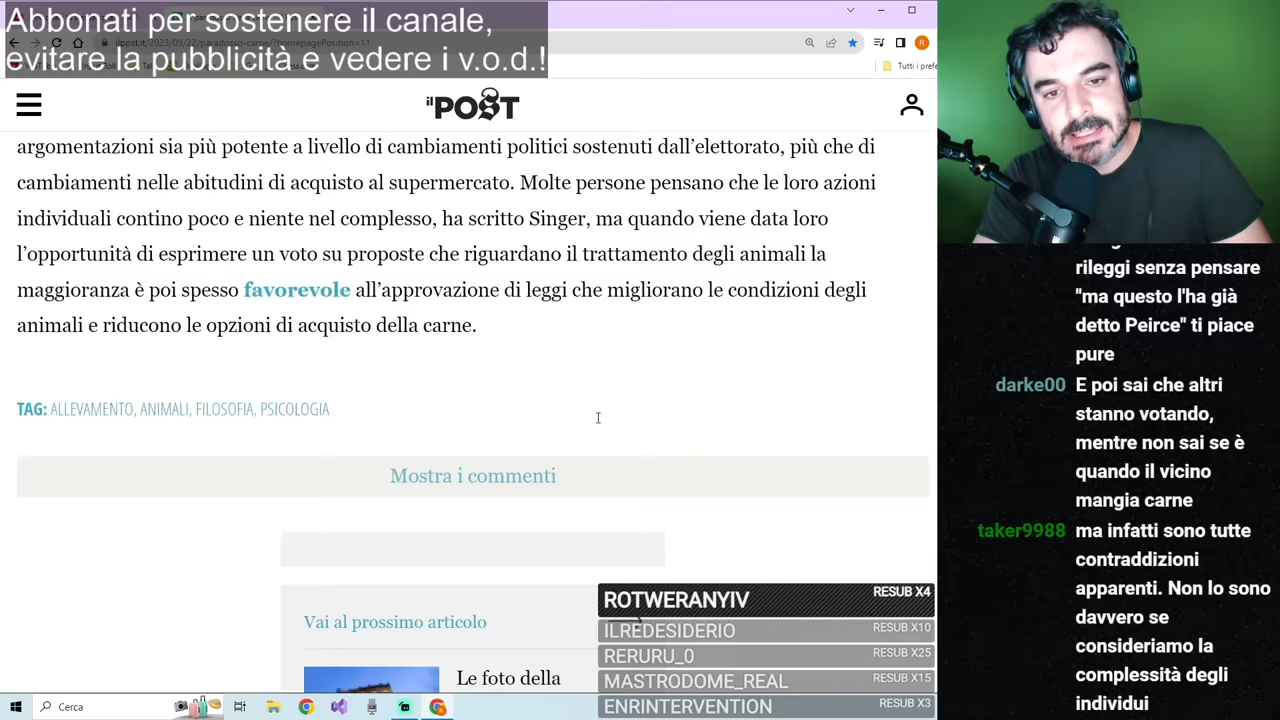 Abbonati per sostenere il canale,
evitare la pubblicità e vedere i v.o.d.!
Tutti i prefe
ilPOST
argomentazioni sia più potente a livello di cambiamenti politici sostenuti dall'elettorato, più che di
cambiamenti nelle abitudini di acquisto al supermercato. Molte persone pensano che le loro azioni
individuali contino poco e niente nel complesso, ha scritto Singer, ma quando viene data loro
l'opportunità di esprimere un voto su proposte che riguardano il trattamento degli animali la
maggioranza è poi spesso favorevole all'approvazione di leggi che migliorano le condizioni degli
animali e riducono le opzioni di acquisto della carne.
TAG: ALLEVAMENTO, ANIMALI, FILOSOFIA, PSICOLOGIA
Mostra i commenti
Vai al prossimo articolo
Le foto della
Cerca
rileggi senza pensare
"ma questo l'ha già
detto Peirce" ti piace
pure
darke00 E poi sai che altri
stanno votando,
mentre non sai se è
quando il vicino
mangia carne
taker9988 ma infatti sono tutte
contraddizioni
apparenti. Non lo sono
davvero se
consideriamo la
complessità degli
individui
ROTWERANYIV RESUB X4
ILREDESIDERIO RESUB X10
RERURU_0 RESUB X25
MASTRODOME_REAL RESUB X15
ENRINTERVENTION RESUB X3